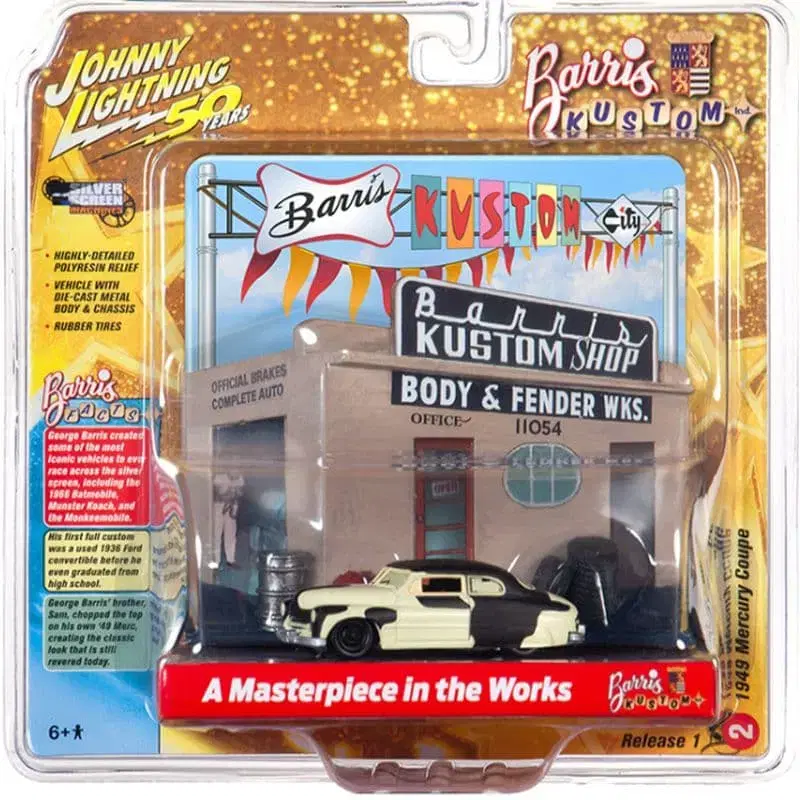 JOHNNY
LIGHTNING
50
YEARS
Barris
KUSTOM Ind.
SILVER
SCREEN
MACHINES
• HIGHLY-DETAILED
POLYRESIN RELIEF
• VEHICLE WITH
DIE-CAST METAL
BODY & CHASSIS
• RUBBER TIRES
Barris
FACTS
George Barris created
some of the most
iconic vehicles to ever
race across the silver
screen, including the
1966 Batmobile,
Munster Koach, and
the Monkeemobile.
His first full custom
was a used 1936 Ford
convertible before he
even graduated from
high school.
George Barris' brother,
Sam, chopped the top
on his own '49 Merc,
creating the classic
look that is still
revered today.
Barris KUSTOM City
Barris
KUSTOM SHOP
BODY & FENDER WKS.
OFFICIAL BRAKES
COMPLETE AUTO
OFFICE
11054
OPEN
A Masterpiece in the Works
Barris
KUSTOM
1949 Mercury Coupe
6+
Release 1
2